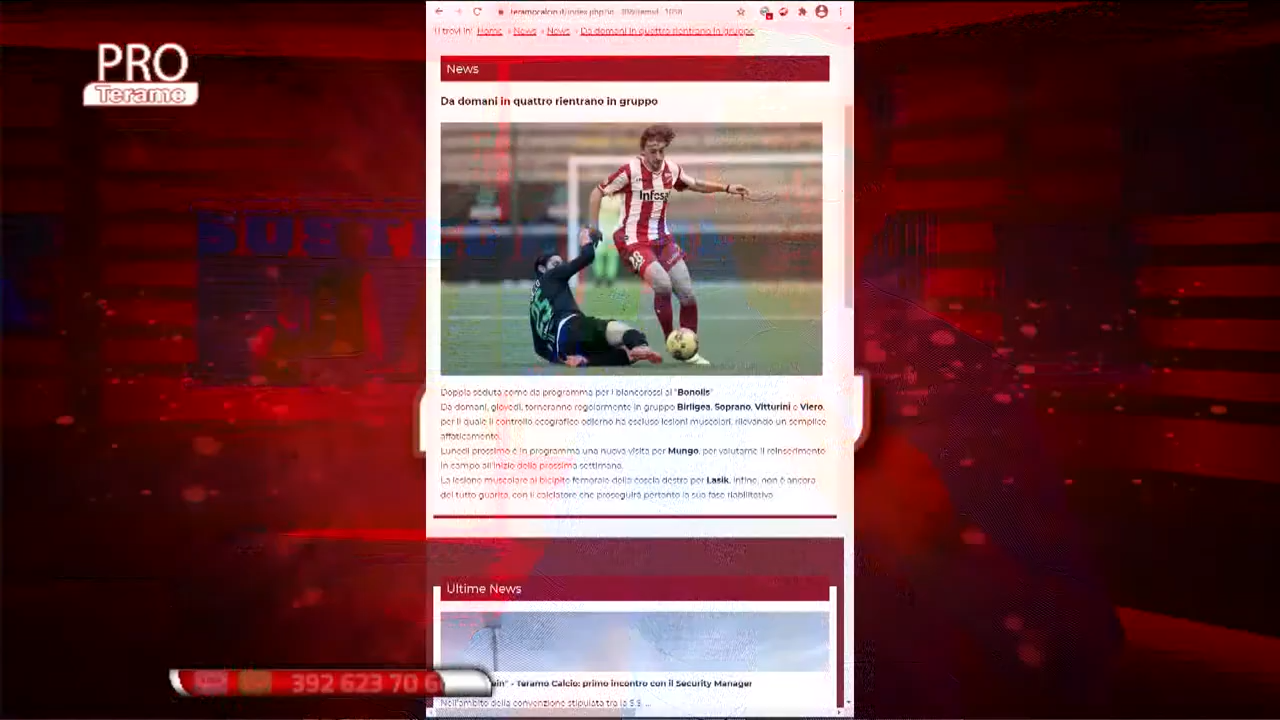 PRO
Teramo
Ti trovi in: Home » News » News » Da domani in quattro rientrano in gruppo
News
Da domani in quattro rientrano in gruppo
Infosat
28
Doppia seduta come da programma per i biancorossi al "Bonolis"
Da domani, giovedì, torneranno regolarmente in gruppo Birligea, Soprano, Vitturini e Viero,
per il quale il controllo ecografico odierno ha escluso lesioni muscolari, rilevando un semplice
affaticamento.
Lunedì prossimo è in programma una nuova visita per Mungo, per valutarne il reinserimento
in campo all'inizio della prossima settimana.
La lesione muscolare al bicipite femorale della coscia destra per Lasik, infine, non è ancora
del tutto guarita, con il calciatore che proseguirà pertanto la sua fase riabilitativa
Ultime News
ein" - Teramo Calcio: primo incontro con il Security Manager
Nell'ambito della convenzione stipulata tra la S.S. ...
392 623 70 6